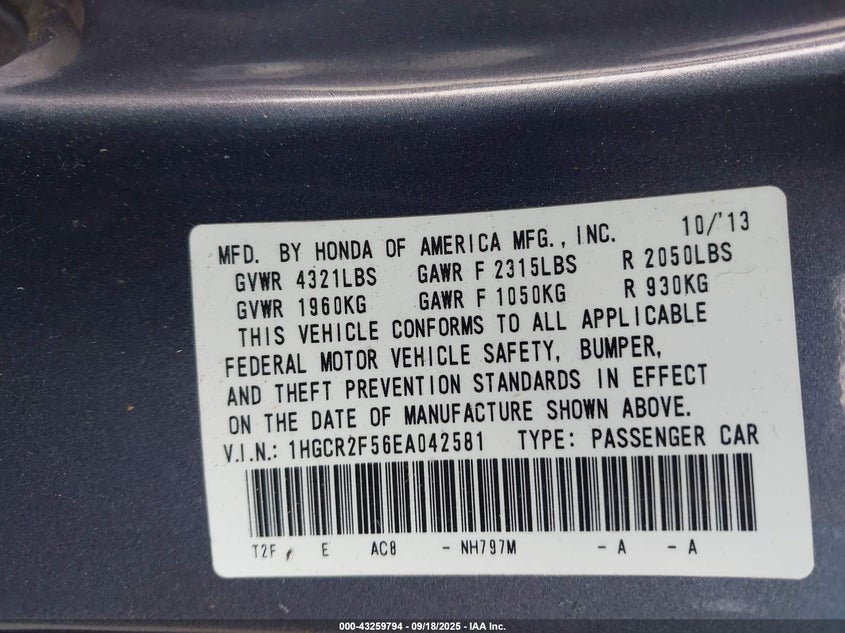 MFD. BY HONDA OF AMERICA MFG., INC. 10/'13
GVWR 4321LBS GAWR F 2315LBS R 2050LBS
GVWR 1960KG GAWR F 1050KG R 930KG
THIS VEHICLE CONFORMS TO ALL APPLICABLE
FEDERAL MOTOR VEHICLE SAFETY, BUMPER,
AND THEFT PREVENTION STANDARDS IN EFFECT
ON THE DATE OF MANUFACTURE SHOWN ABOVE.
V.I.N.: 1HGCR2F56EA042581 TYPE: PASSENGER CAR
T2F E AC8 - NH797M - A - A
000-43259794 - 09/18/2025 - IAA Inc.